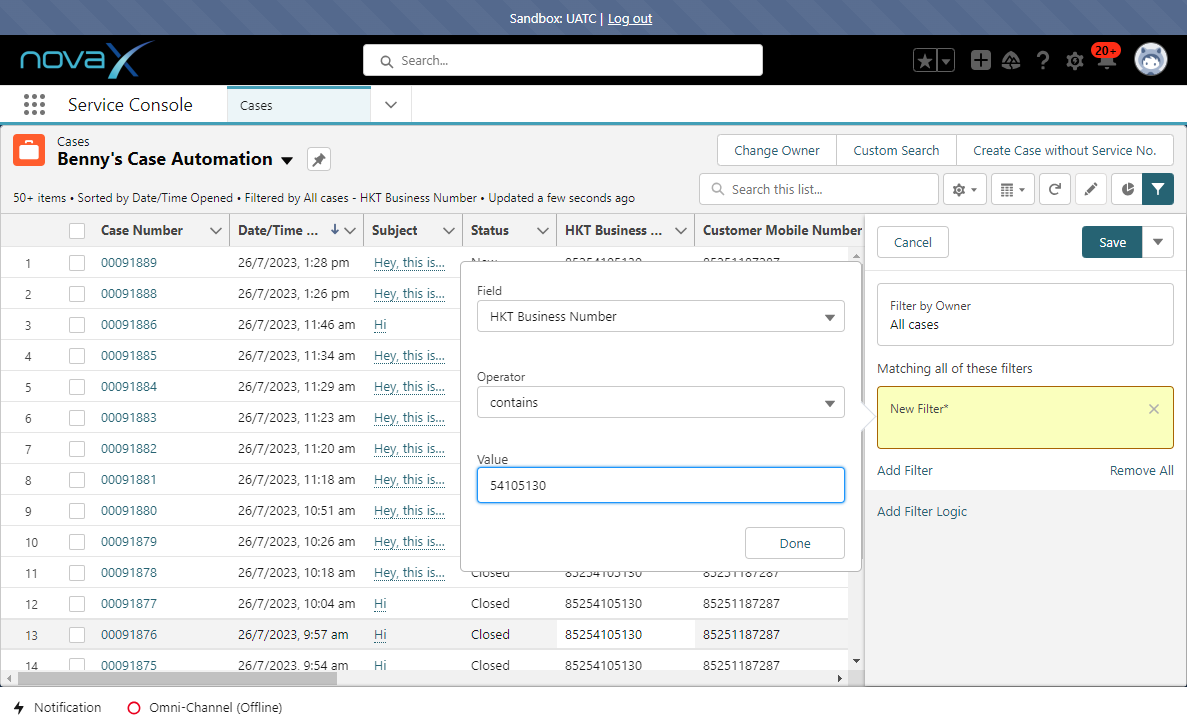 Sandbox: UATC | Log out
novax
Search...
20+
Service Console
Cases
Cases
Benny's Case Automation
Change Owner
Custom Search
Create Case without Service No.
50+ items • Sorted by Date/Time Opened • Filtered by All cases - HKT Business Number • Updated a few seconds ago
Search this list...
Case Number Date/Time ... Subject Status HKT Business ... Customer Mobile Number
1 00091889 26/7/2023, 1:28 pm Hey, this is... New 85254105130 85251187287
2 00091888 26/7/2023, 1:26 pm Hey, this is...
3 00091886 26/7/2023, 11:46 am Hi
4 00091885 26/7/2023, 11:34 am Hey, this is...
5 00091884 26/7/2023, 11:29 am Hey, this is...
6 00091883 26/7/2023, 11:23 am Hey, this is...
7 00091882 26/7/2023, 11:20 am Hey, this is...
8 00091881 26/7/2023, 11:18 am Hey, this is...
9 00091880 26/7/2023, 10:51 am Hey, this is...
10 00091879 26/7/2023, 10:26 am Hey, this is...
11 00091878 26/7/2023, 10:18 am Hey, this is... Closed 85254105130 85251187287
12 00091877 26/7/2023, 10:04 am Hi Closed 85254105130 85251187287
13 00091876 26/7/2023, 9:57 am Hi Closed 85254105130 85251187287
14 00091875 26/7/2023, 9:54 am Hi Closed 85254105130 85251187287
Field
HKT Business Number
Operator
contains
Value
54105130
Done
Cancel
Save
Filter by Owner
All cases
Matching all of these filters
New Filter*
Add Filter
Remove All
Add Filter Logic
Notification
Omni-Channel (Offline)